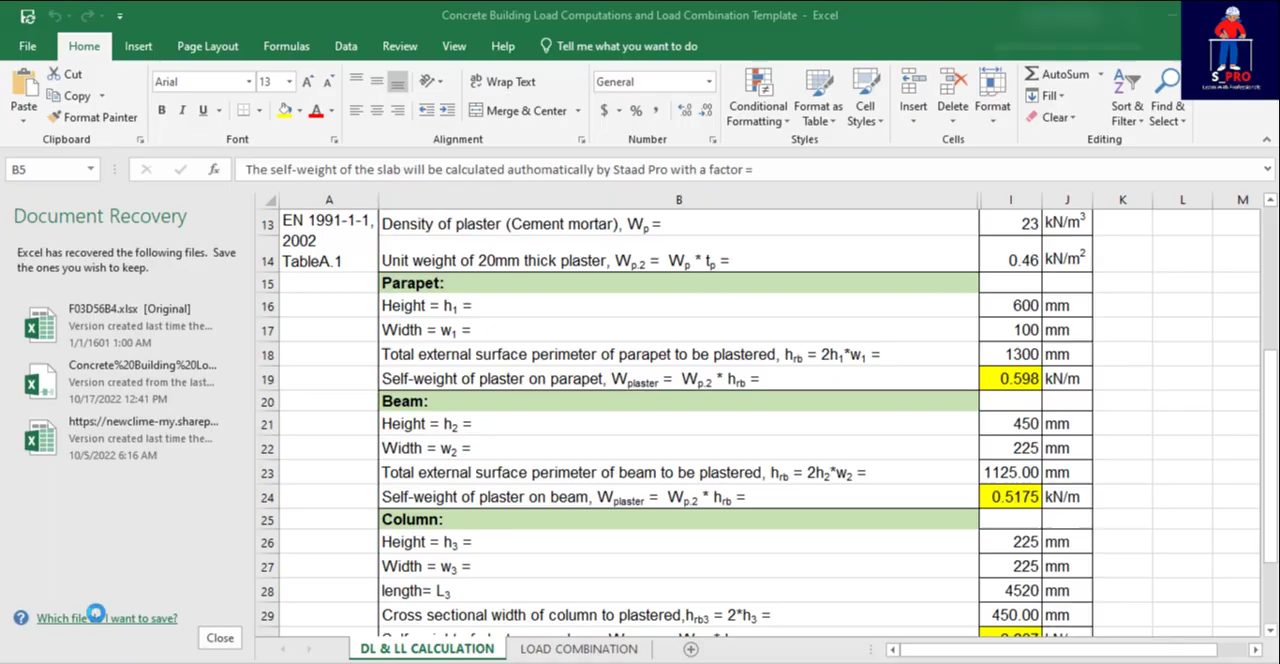 Concrete Building Load Computations and Load Combination Template - Excel
S_PRO
File Home Insert Page Layout Formulas Data Review View Help Tell me what you want to do
Paste Cut Copy Format Painter
Arial 13
B I U
Wrap Text
Merge & Center
General
$ % ,
Conditional Formatting Format as Table Cell Styles
Insert Delete Format
AutoSum Fill Clear
Sort & Filter Find & Select
Clipboard Font Alignment Number Styles Cells Editing
B5 fx The self-weight of the slab will be calculated authomatically by Staad Pro with a factor =
Document Recovery
Excel has recovered the following files. Save
the ones you wish to keep.
F03D56B4.xlsx [Original]
Version created last time the...
1/1/1601 1:00 AM
Concrete%20Building%20Lo...
Version created from the last...
10/17/2022 12:41 PM
https://newclime-my.sharep...
Version created last time the...
10/5/2022 6:16 AM
Which file do I want to save?
Close
A B I J K L M
EN 1991-1-1,
2002
TableA.1
13 Density of plaster (Cement mortar), Wp = 23 kN/m3
14 Unit weight of 20mm thick plaster, Wp.2 = Wp * tp = 0.46 kN/m2
15 Parapet:
16 Height = h1 = 600 mm
17 Width = w1 = 100 mm
18 Total external surface perimeter of parapet to be plastered, hrb = 2h1*w1 = 1300 mm
19 Self-weight of plaster on parapet, Wplaster = Wp.2 * hrb = 0.598 kN/m
20 Beam:
21 Height = h2 = 450 mm
22 Width = w2 = 225 mm
23 Total external surface perimeter of beam to be plastered, hrb = 2h2*w2 = 1125.00 mm
24 Self-weight of plaster on beam, Wplaster = Wp.2 * hrb = 0.5175 kN/m
25 Column:
26 Height = h3 = 225 mm
27 Width = w3 = 225 mm
28 length= L3 4520 mm
29 Cross sectional width of column to plastered,hrb3 = 2*h3 = 450.00 mm
DL & LL CALCULATION LOAD COMBINATION